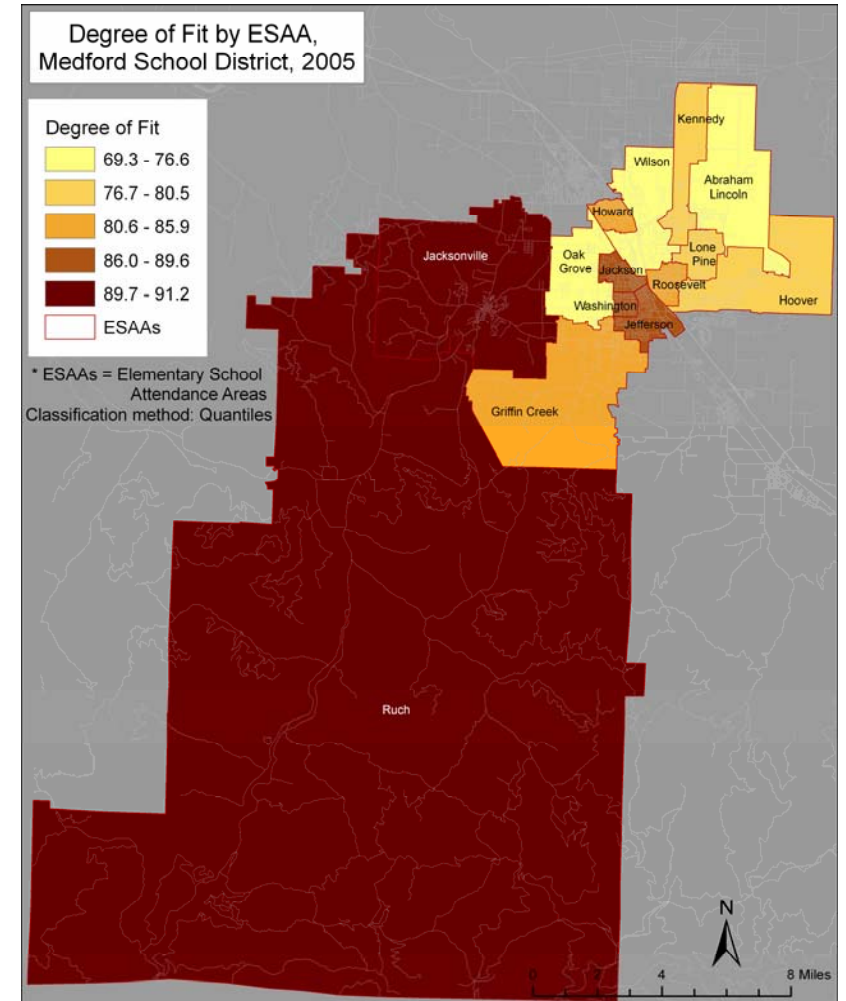 Degree of Fit by ESAA,
Medford School District, 2005
Degree of Fit
69.3 - 76.6
76.7 - 80.5
80.6 - 85.9
86.0 - 89.6
89.7 - 91.2
ESAAs
* ESAAs = Elementary School
Attendance Areas
Classification method: Quantiles
Kennedy
Wilson
Abraham
Lincoln
Howard
Lone
Pine
Jacksonville
Oak
Grove
Jackson
Roosevelt
Hoover
Washington
Jefferson
Griffin Creek
Ruch
N
0 2 4 8 Miles